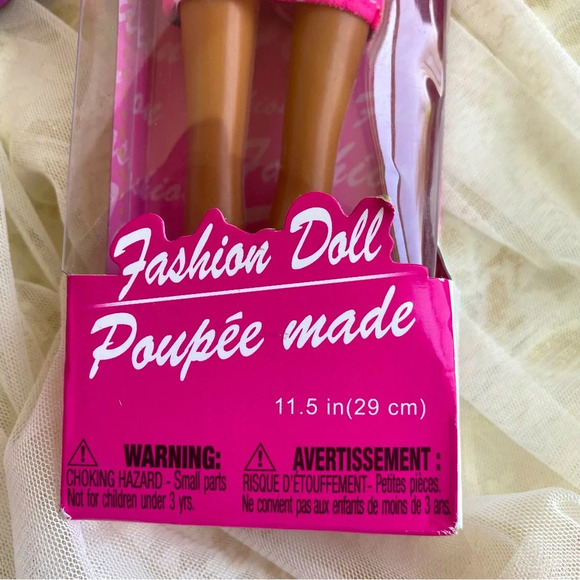 Fashion Doll
Poupée made
11.5 in(29 cm)
WARNING:
CHOKING HAZARD - Small parts
Not for children under 3 yrs.
AVERTISSEMENT :
RISQUE D'ÉTOUFFEMENT- Petites pièces.
Ne convient pas aux enfants de moins de 3 ans.